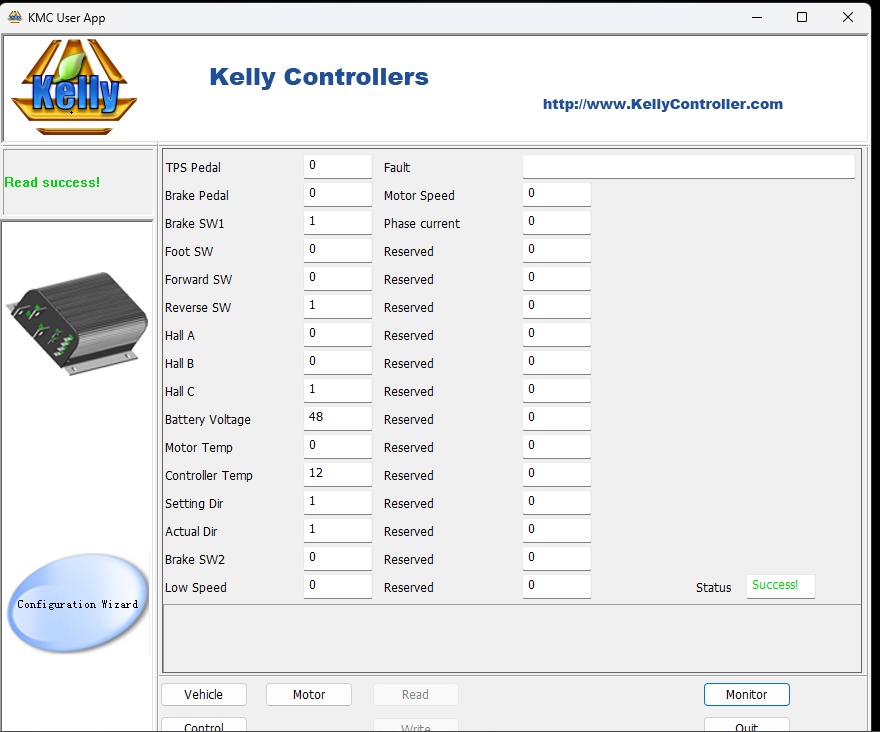 KMC User App
Kelly
Kelly Controllers
http://www.KellyController.com
Read success!
TPS Pedal 0 Fault
Brake Pedal 0 Motor Speed 0
Brake SW1 1 Phase current 0
Foot SW 0 Reserved 0
Forward SW 0 Reserved 0
Reverse SW 1 Reserved 0
Hall A 0 Reserved 0
Hall B 0 Reserved 0
Hall C 1 Reserved 0
Battery Voltage 48 Reserved 0
Motor Temp 0 Reserved 0
Controller Temp 12 Reserved 0
Setting Dir 1 Reserved 0
Actual Dir 1 Reserved 0
Brake SW2 0 Reserved 0
Low Speed 0 Reserved 0 Status Success!
Configuration Wizard
Vehicle Motor Read Monitor
Control Write Quit